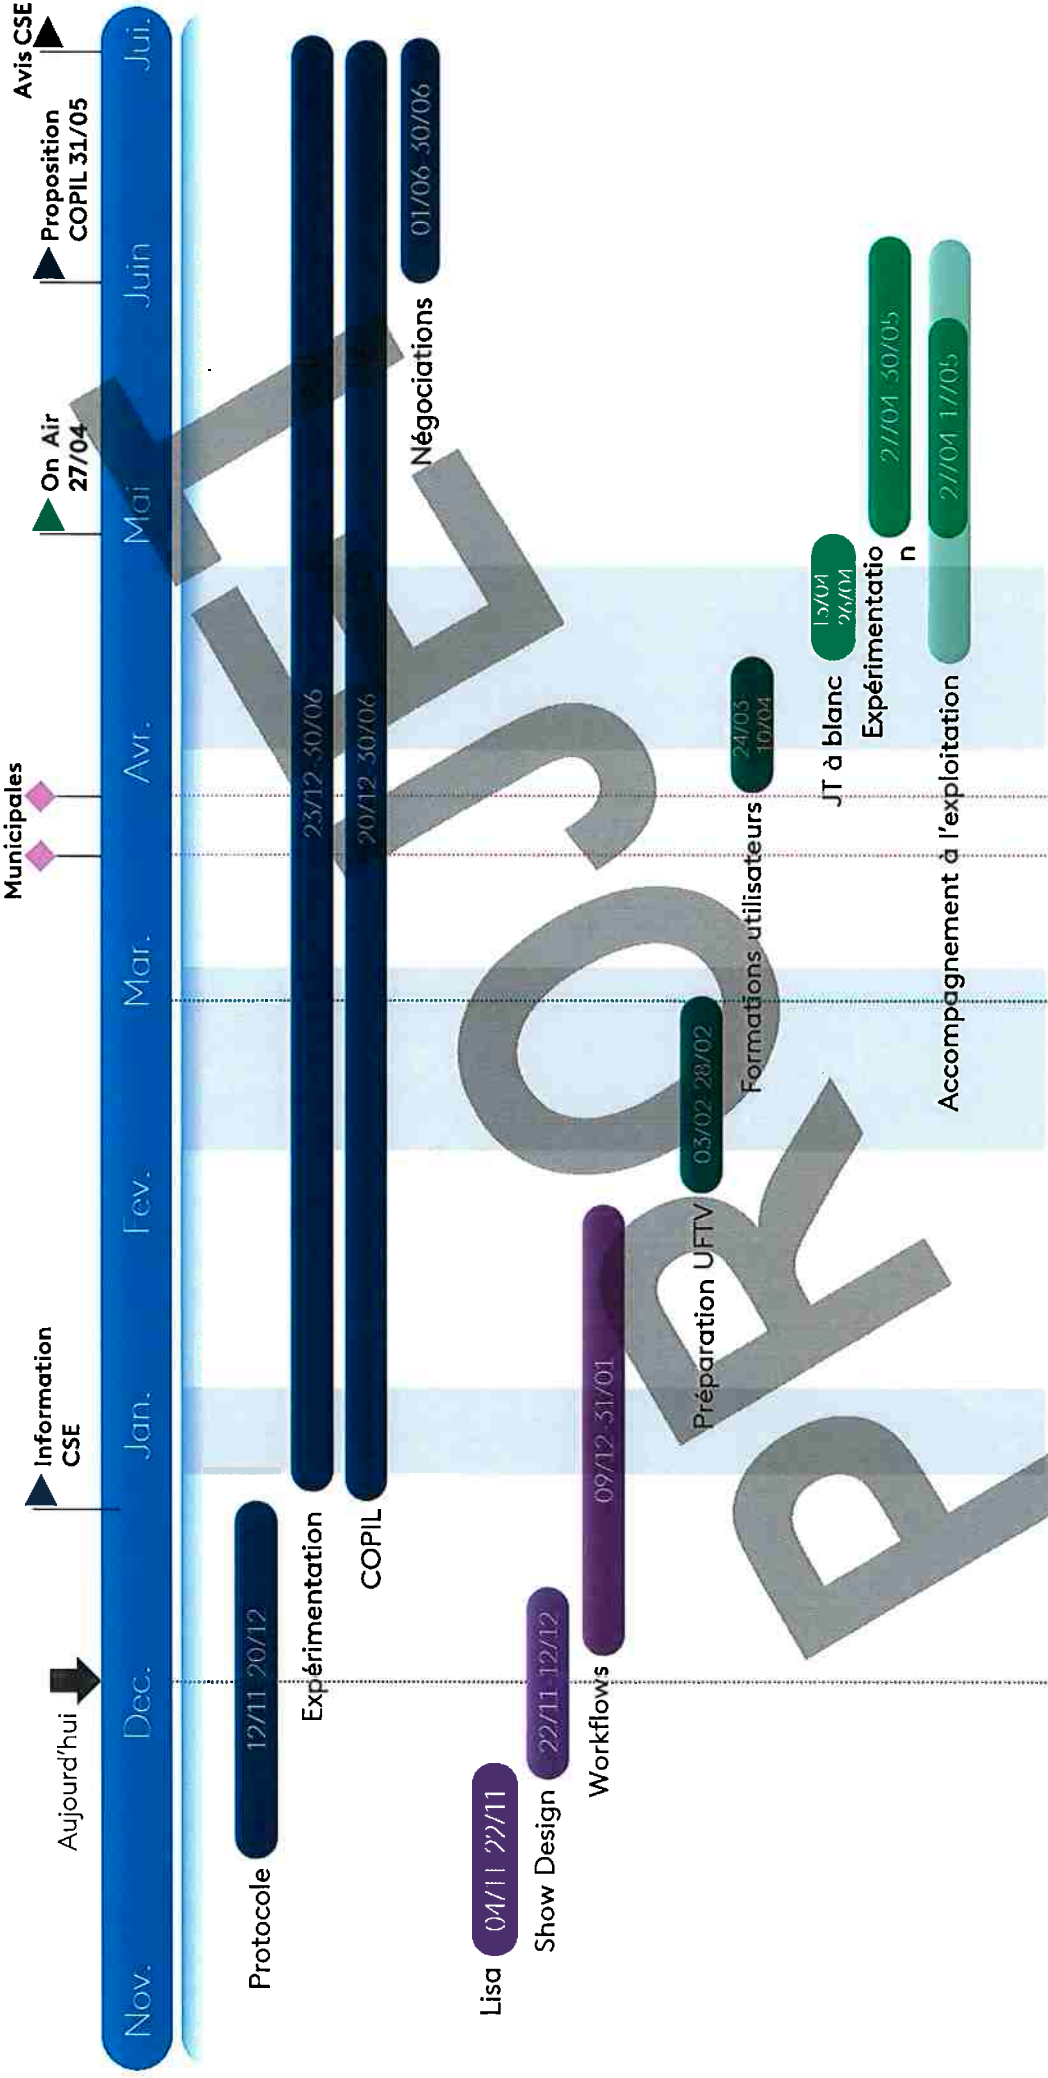 Aujourd'hui
Information
CSE
Municipales
On Air
27/04
Proposition
COPIL 31/05
Avis CSE
Nov.
Dec.
Jan.
Fev.
Mar.
Avr.
Mai
Juin
Jui.
Protocole
12/11-20/12
Expérimentation
23/12-30/06
COPIL
20/12-30/06
Négociations
01/06-30/06
Lisa
04/11-22/11
Show Design
22/11-12/12
Workflows
09/12-31/01
Préparation UFTV
03/02-28/02
Formations utilisateurs
24/03
10/04
JT à blanc
15/04
26/04
Expérimentatio
n
27/04-30/05
Accompagnement à l'exploitation
27/04-17/05
PROJET